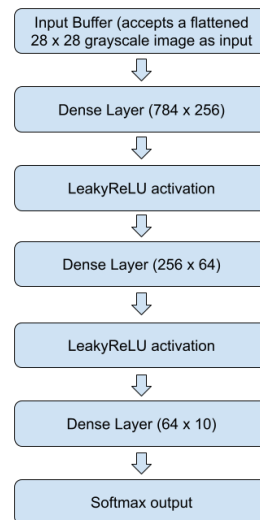 Input Buffer (accepts a flattened
28 x 28 grayscale image as input
Dense Layer (784 x 256)
LeakyReLU activation
Dense Layer (256 x 64)
LeakyReLU activation
Dense Layer (64 x 10)
Softmax output